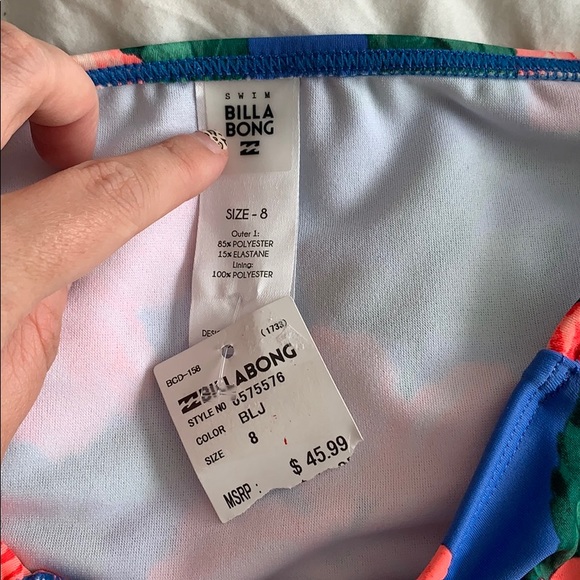 SWIM
BILLA
BONG
SIZE - 8
Outer 1:
85% POLYESTER
15% ELASTANE
Lining:
100% POLYESTER
(1733)
BCD-158
BILLABONG
STYLE NO 6575576
COLOR BLJ
SIZE 8
MSRP : $ 45.99